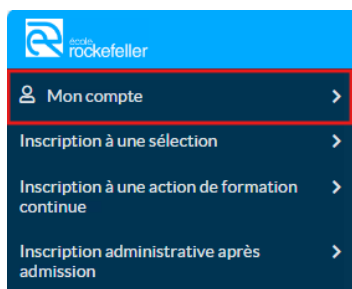 école
rockefeller
Mon compte
Inscription à une sélection
Inscription à une action de formation
continue
Inscription administrative après
admission